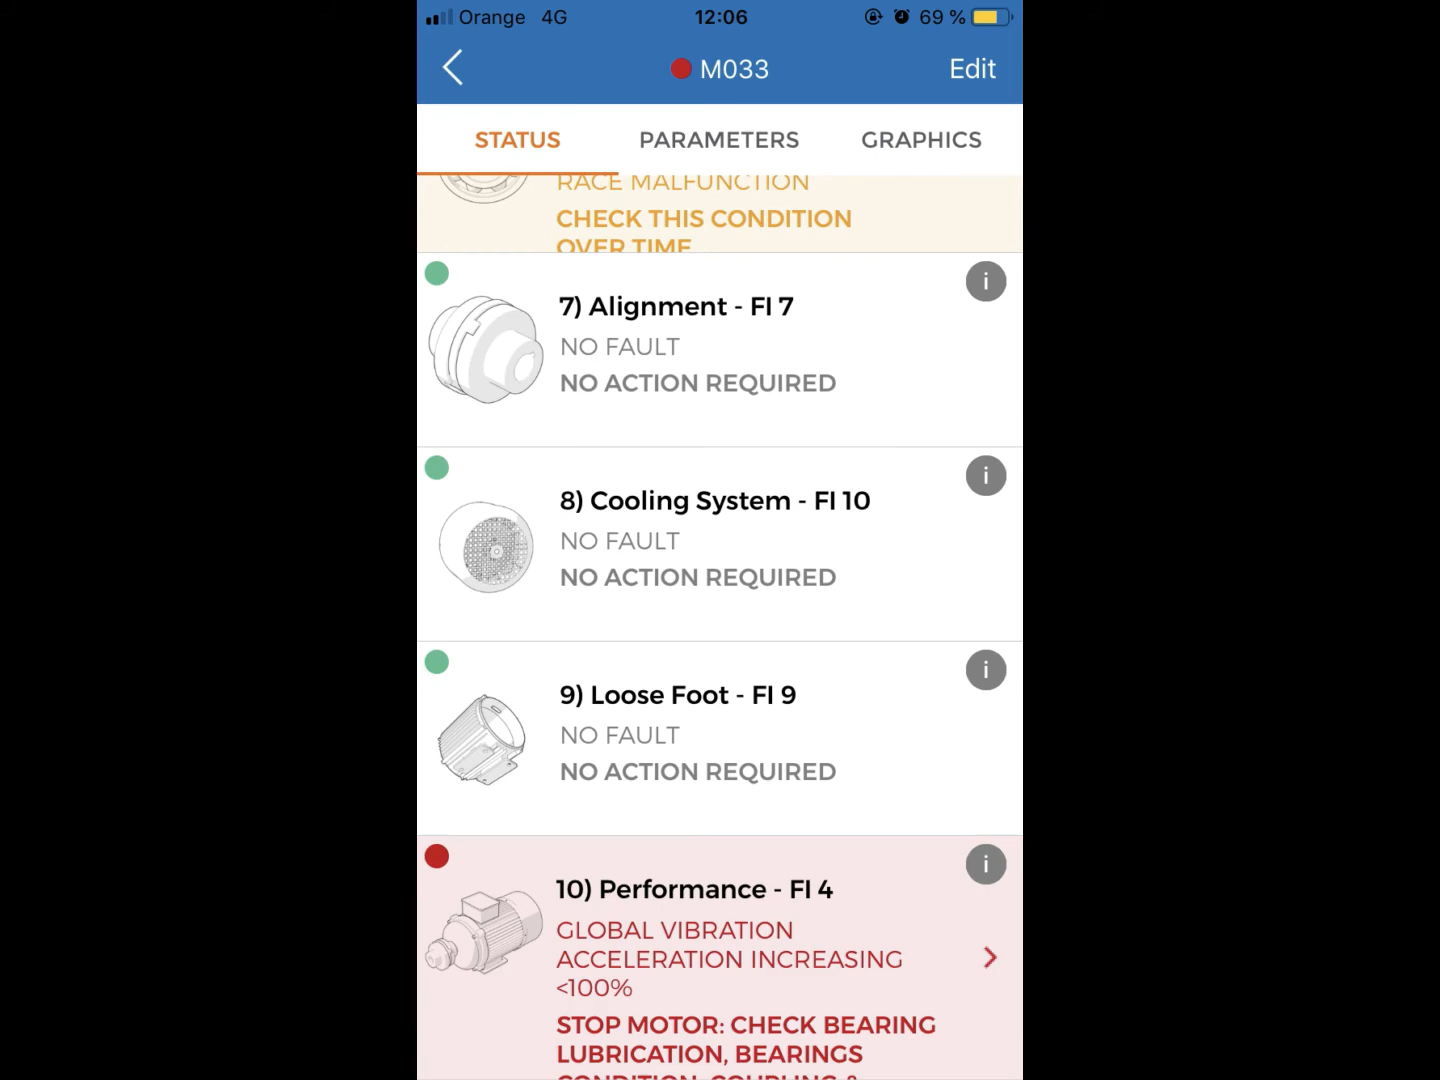 Orange 4G 12:06 69 %
M033 Edit
STATUS PARAMETERS GRAPHICS
RACE MALFUNCTION
CHECK THIS CONDITION
OVER TIME
7) Alignment - FI 7
i
NO FAULT
NO ACTION REQUIRED
8) Cooling System - FI 10
i
NO FAULT
NO ACTION REQUIRED
9) Loose Foot - FI 9
i
NO FAULT
NO ACTION REQUIRED
10) Performance - FI 4
i
GLOBAL VIBRATION
ACCELERATION INCREASING
<100%
STOP MOTOR: CHECK BEARING
LUBRICATION, BEARINGS
CONDITION, COUPLING &